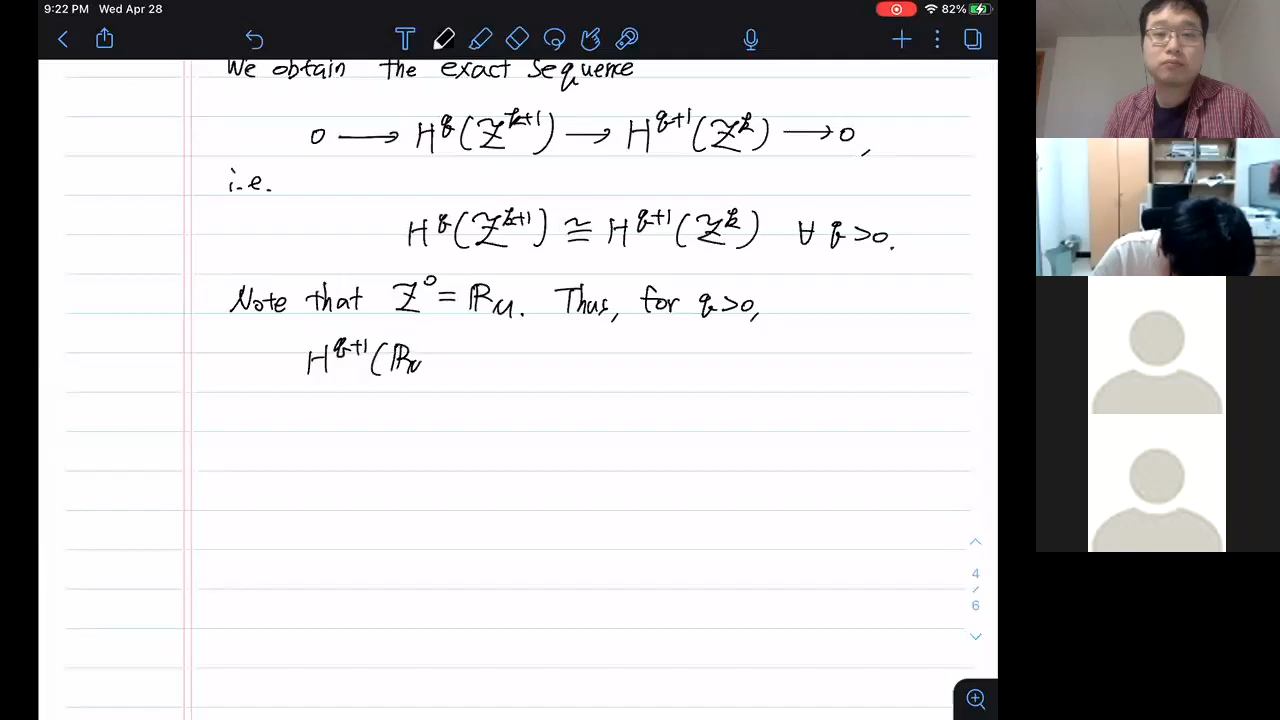 9:22 PM Wed Apr 28
82%
We obtain the exact sequence
0 ⟶ H^q(Z^{k+1}) ⟶ H^{q+1}(Z^k) ⟶ 0,
i.e.
H^q(Z^{k+1}) ≅ H^{q+1}(Z^k) ∀ q > 0.
Note that Z^0 = ℝ_M. Thus, for q > 0,
H^{q+1}(ℝ
4
6